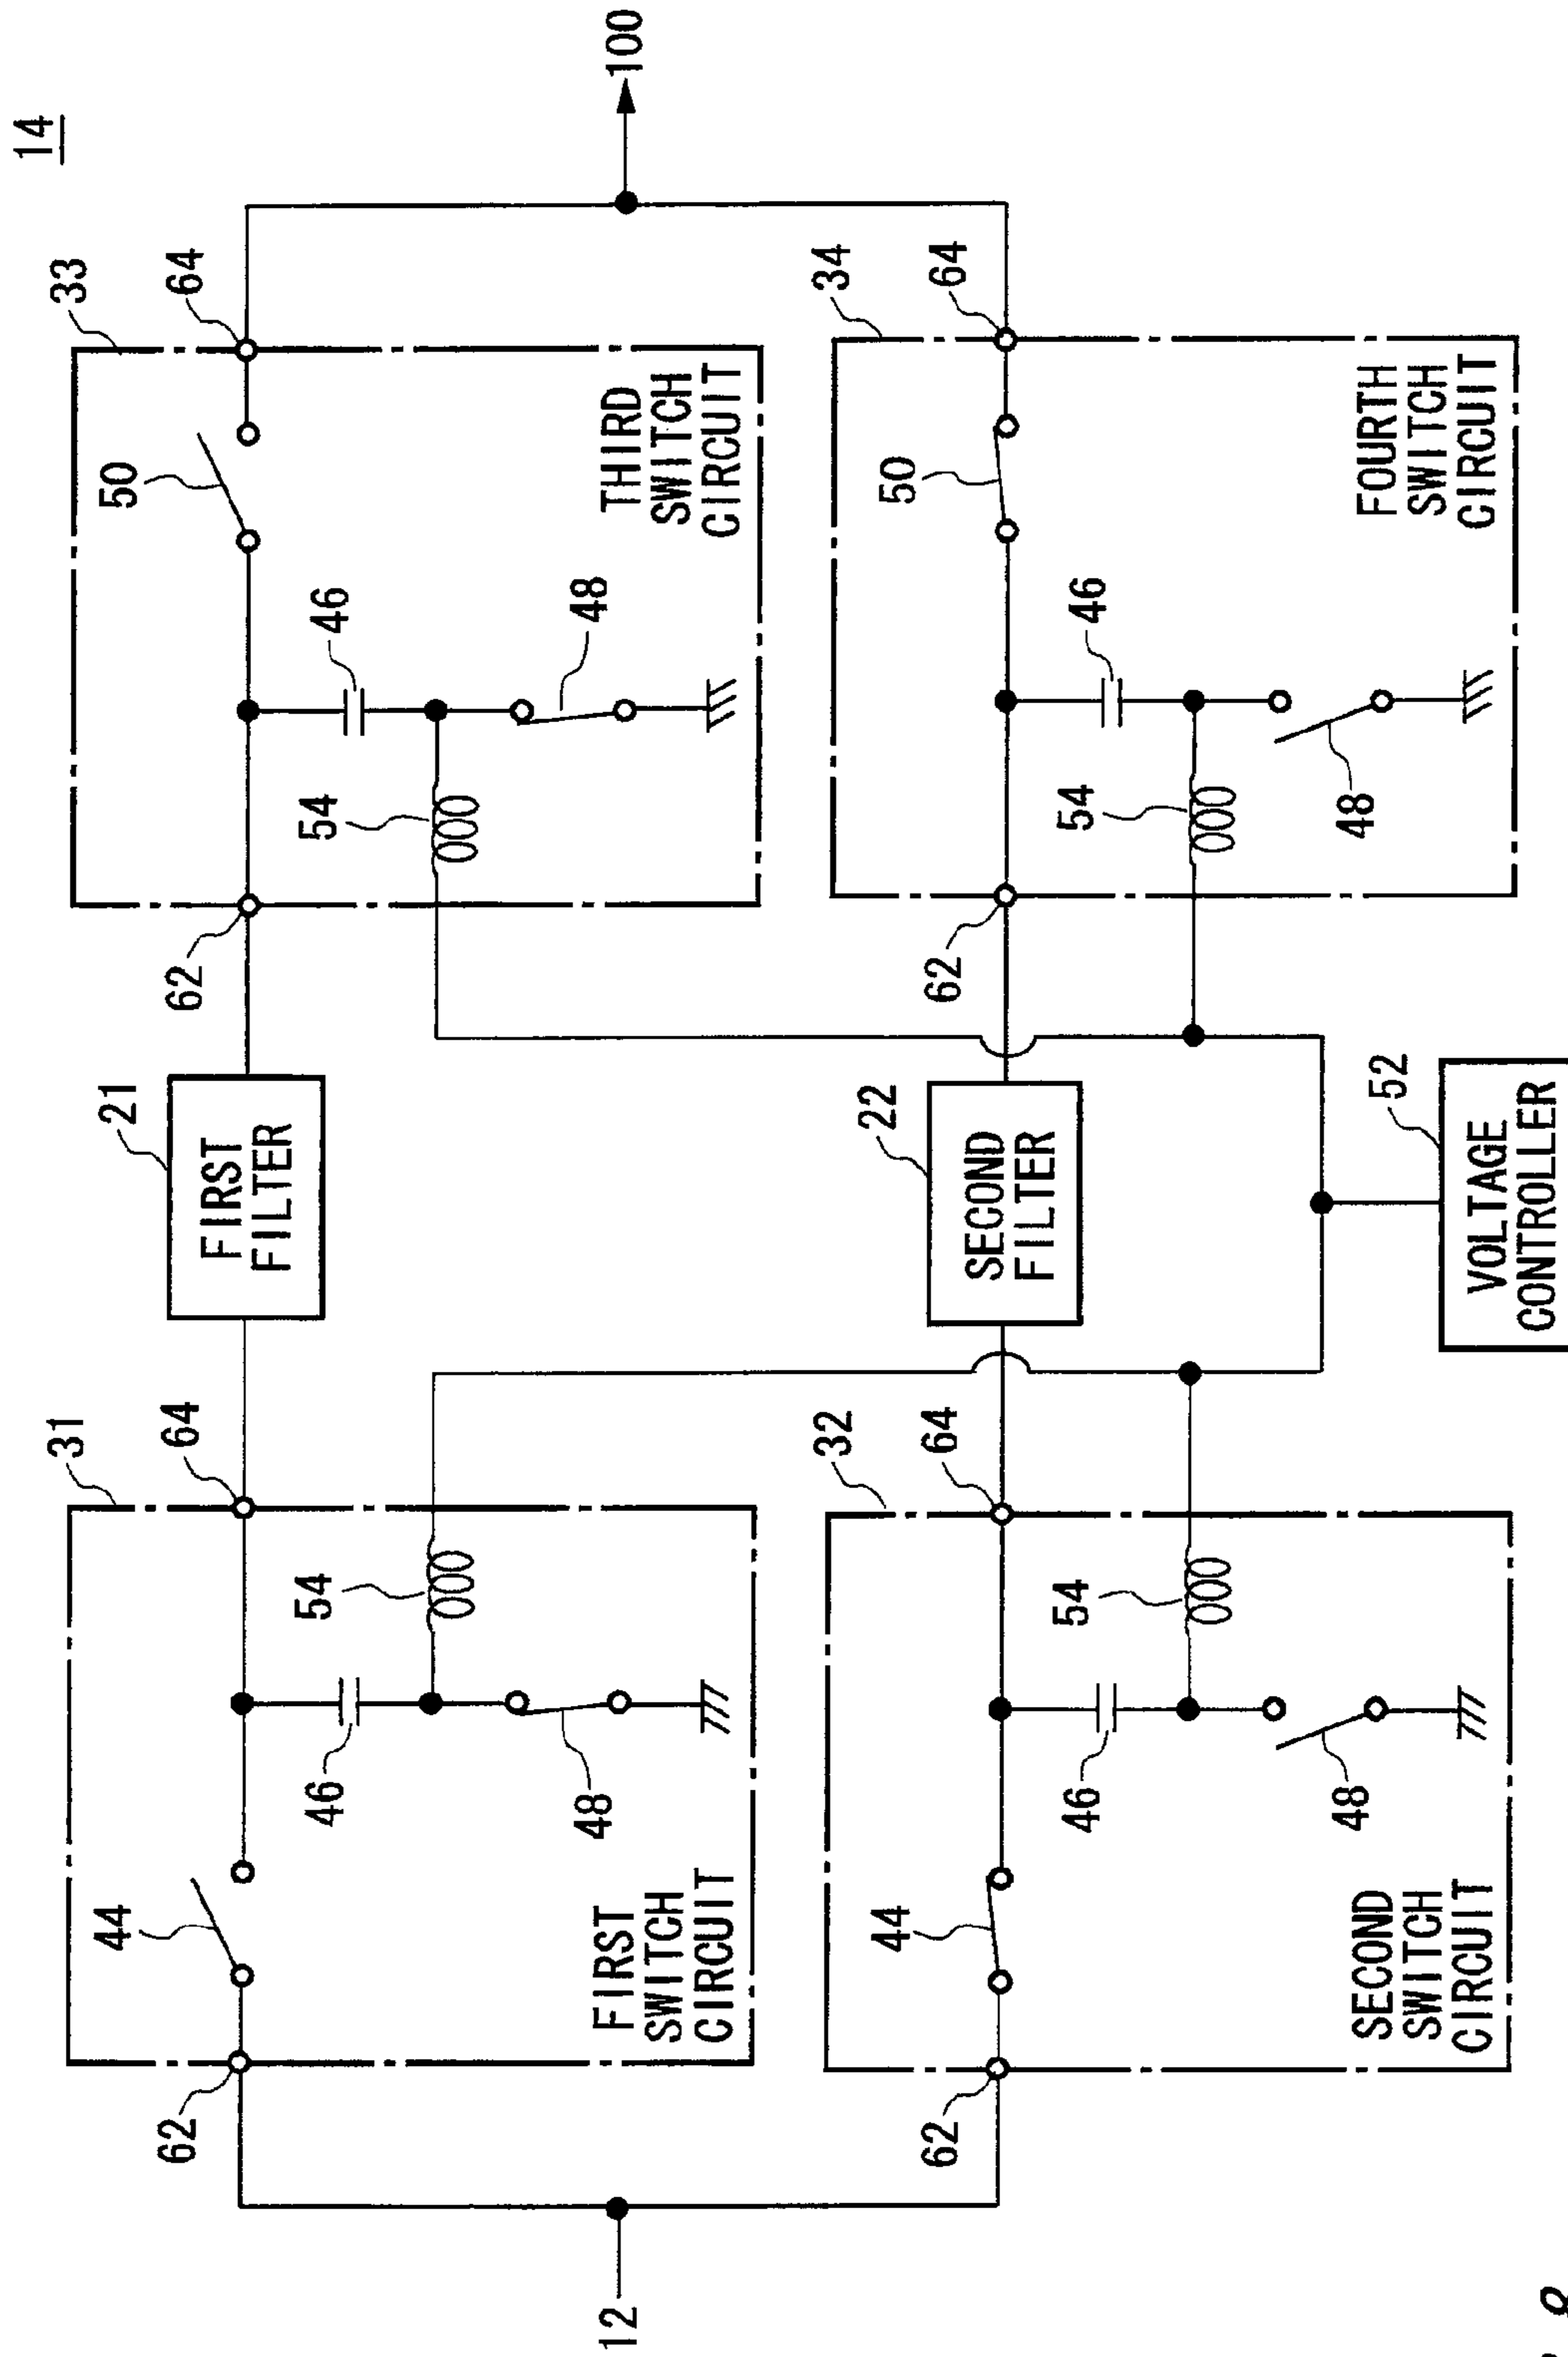 14
31
44
62
64
46
54
48
FIRST
SWITCH
CIRCUIT
21
FIRST
FILTER
33
50
62
64
46
54
48
THIRD
SWITCH
CIRCUIT
12
100
32
44
62
64
46
54
48
SECOND
SWITCH
CIRCUIT
22
SECOND
FILTER
34
50
62
64
46
54
48
FOURTH
SWITCH
CIRCUIT
52
VOLTAGE
CONTROLLER